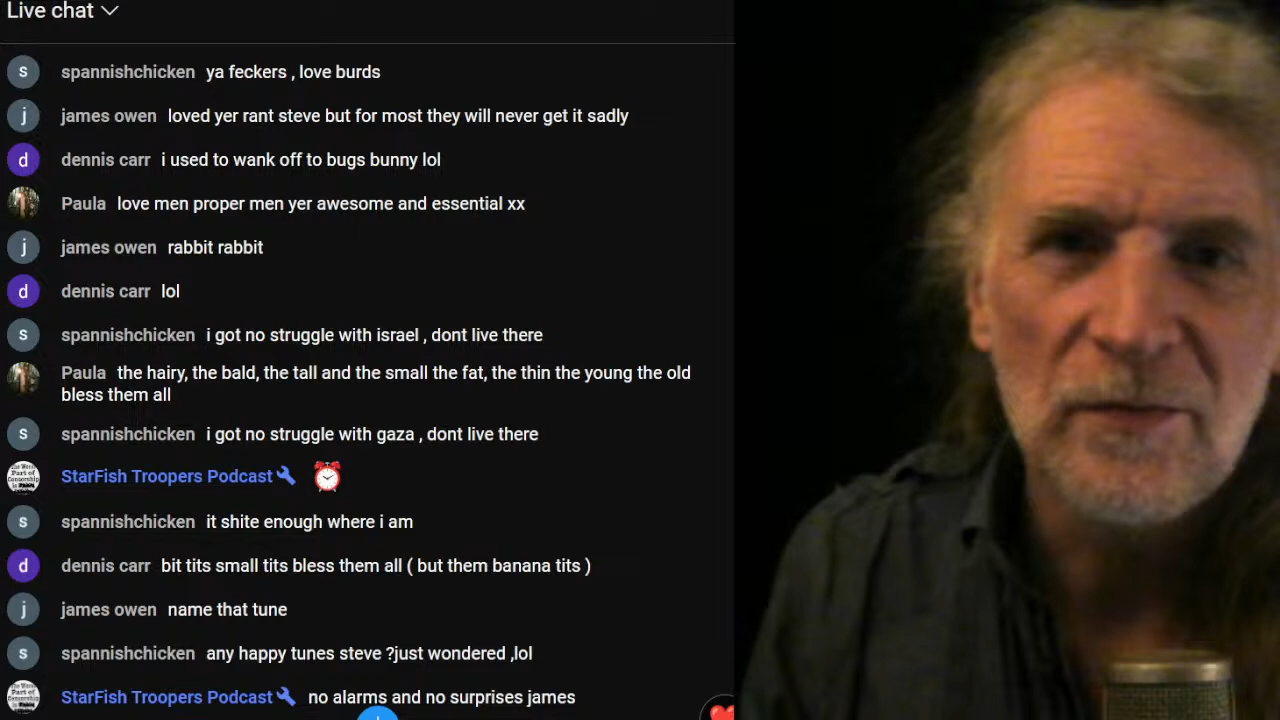 Live chat
s spannishchicken ya feckers , love burds
j james owen loved yer rant steve but for most they will never get it sadly
d dennis carr i used to wank off to bugs bunny lol
Paula love men proper men yer awesome and essential xx
j james owen rabbit rabbit
d dennis carr lol
s spannishchicken i got no struggle with israel , dont live there
Paula the hairy, the bald, the tall and the small the fat, the thin the young the old
bless them all
s spannishchicken i got no struggle with gaza , dont live there
StarFish Troopers Podcast
s spannishchicken it shite enough where i am
d dennis carr bit tits small tits bless them all ( but them banana tits )
j james owen name that tune
s spannishchicken any happy tunes steve ?just wondered ,lol
StarFish Troopers Podcast no alarms and no surprises james